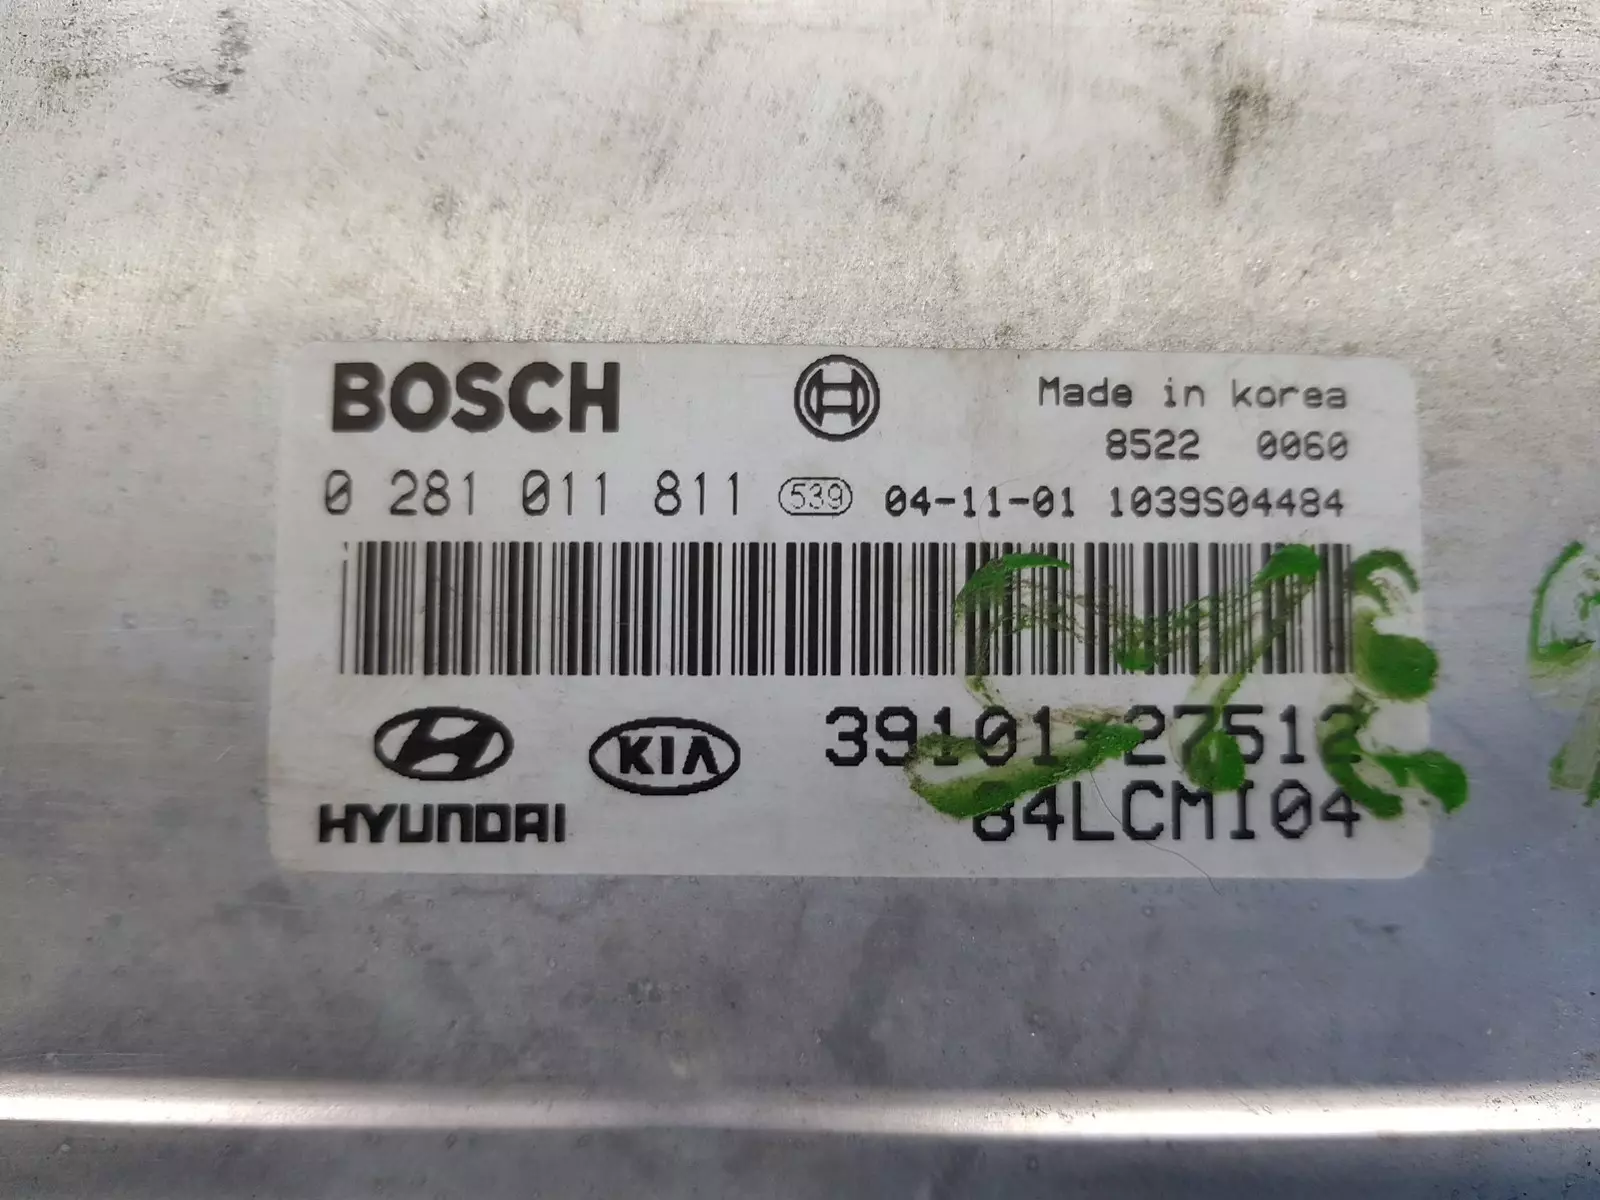 BOSCH
Made in korea
8522 0060
0 281 011 811 539 04-11-01 1039S04484
KIA
39101-27512
HYUNDAI
84LCMI04